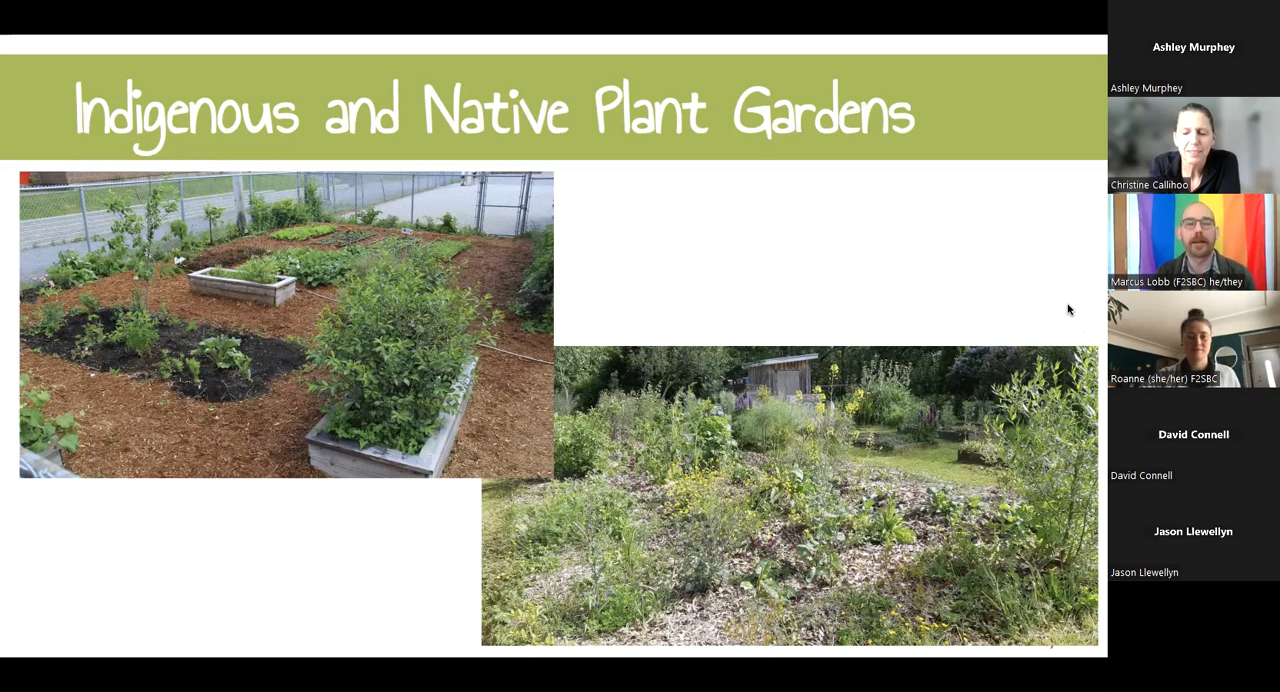 Indigenous and Native Plant Gardens
Ashley Murphey
Ashley Murphey
Christine Callihoo
Marcus Lobb (F2SBC) he/they
Roanne (she/her) F2SBC
David Connell
David Connell
Jason Llewellyn
Jason Llewellyn